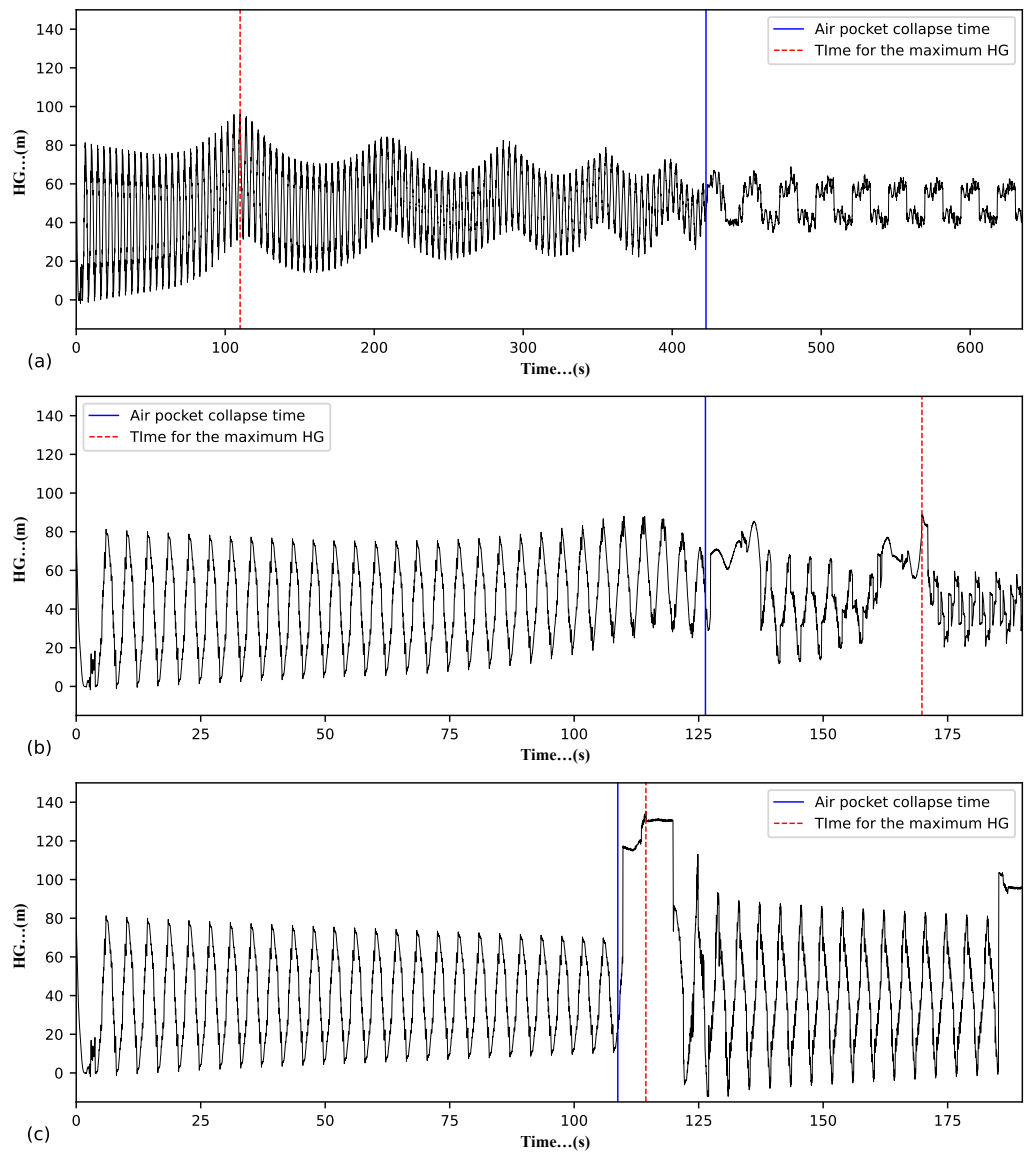 140
120
100
80
60
40
20
0
HG...(m)
Air pocket collapse time
TIme for the maximum HG
0 100 200 300 400 500 600
(a)
Time...(s)
140
120
100
80
60
40
20
0
HG...(m)
Air pocket collapse time
TIme for the maximum HG
0 25 50 75 100 125 150 175
(b)
Time...(s)
140
120
100
80
60
40
20
0
HG...(m)
Air pocket collapse time
TIme for the maximum HG
0 25 50 75 100 125 150 175
(c)
Time...(s)